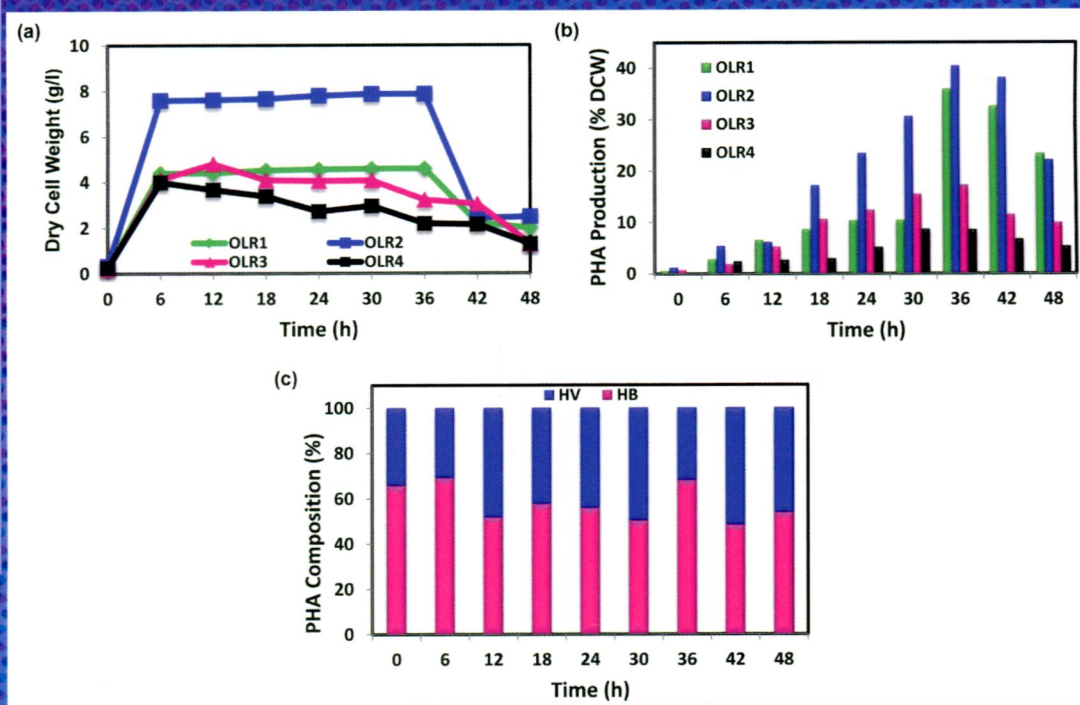 (a)
10
8
6
4
2
0
Dry Cell Weight (g/l)
OLR1 OLR2
OLR3 OLR4
0 6 12 18 24 30 36 42 48
Time (h)
(b)
40
30
20
10
0
PHA Production (% DCW)
OLR1
OLR2
OLR3
OLR4
0 6 12 18 24 30 36 42 48
Time (h)
(c)
HV HB
100
80
60
40
20
0
PHA Composition (%)
0 6 12 18 24 30 36 42 48
Time (h)